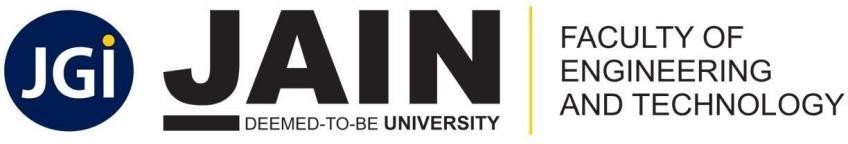 JGi
JAIN
DEEMED-TO-BE UNIVERSITY
FACULTY OF
ENGINEERING
AND TECHNOLOGY